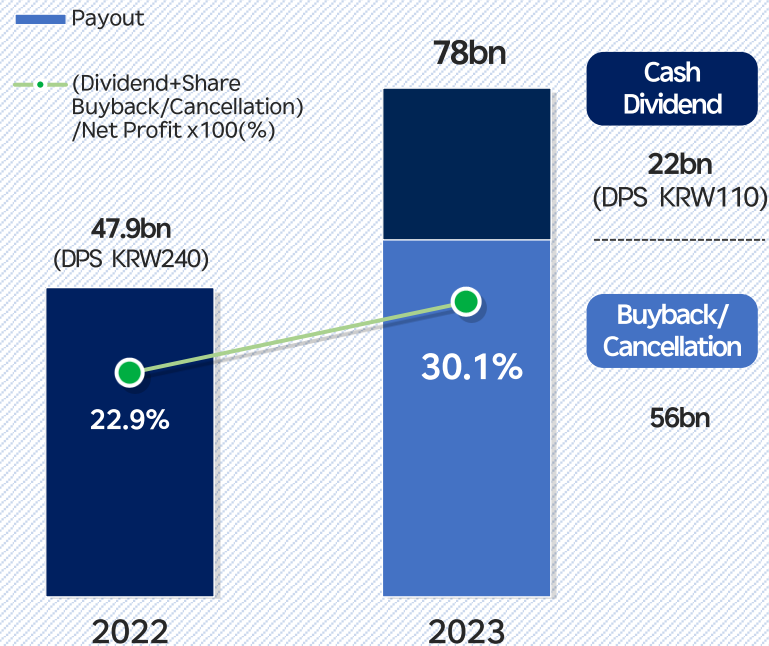 Payout
(Dividend+Share
Buyback/Cancellation)
/Net Profit x100(%)
47.9bn
(DPS KRW240)
22.9%
2022
78bn
30.1%
2023
Cash
Dividend
22bn
(DPS KRW110)
Buyback/
Cancellation
56bn